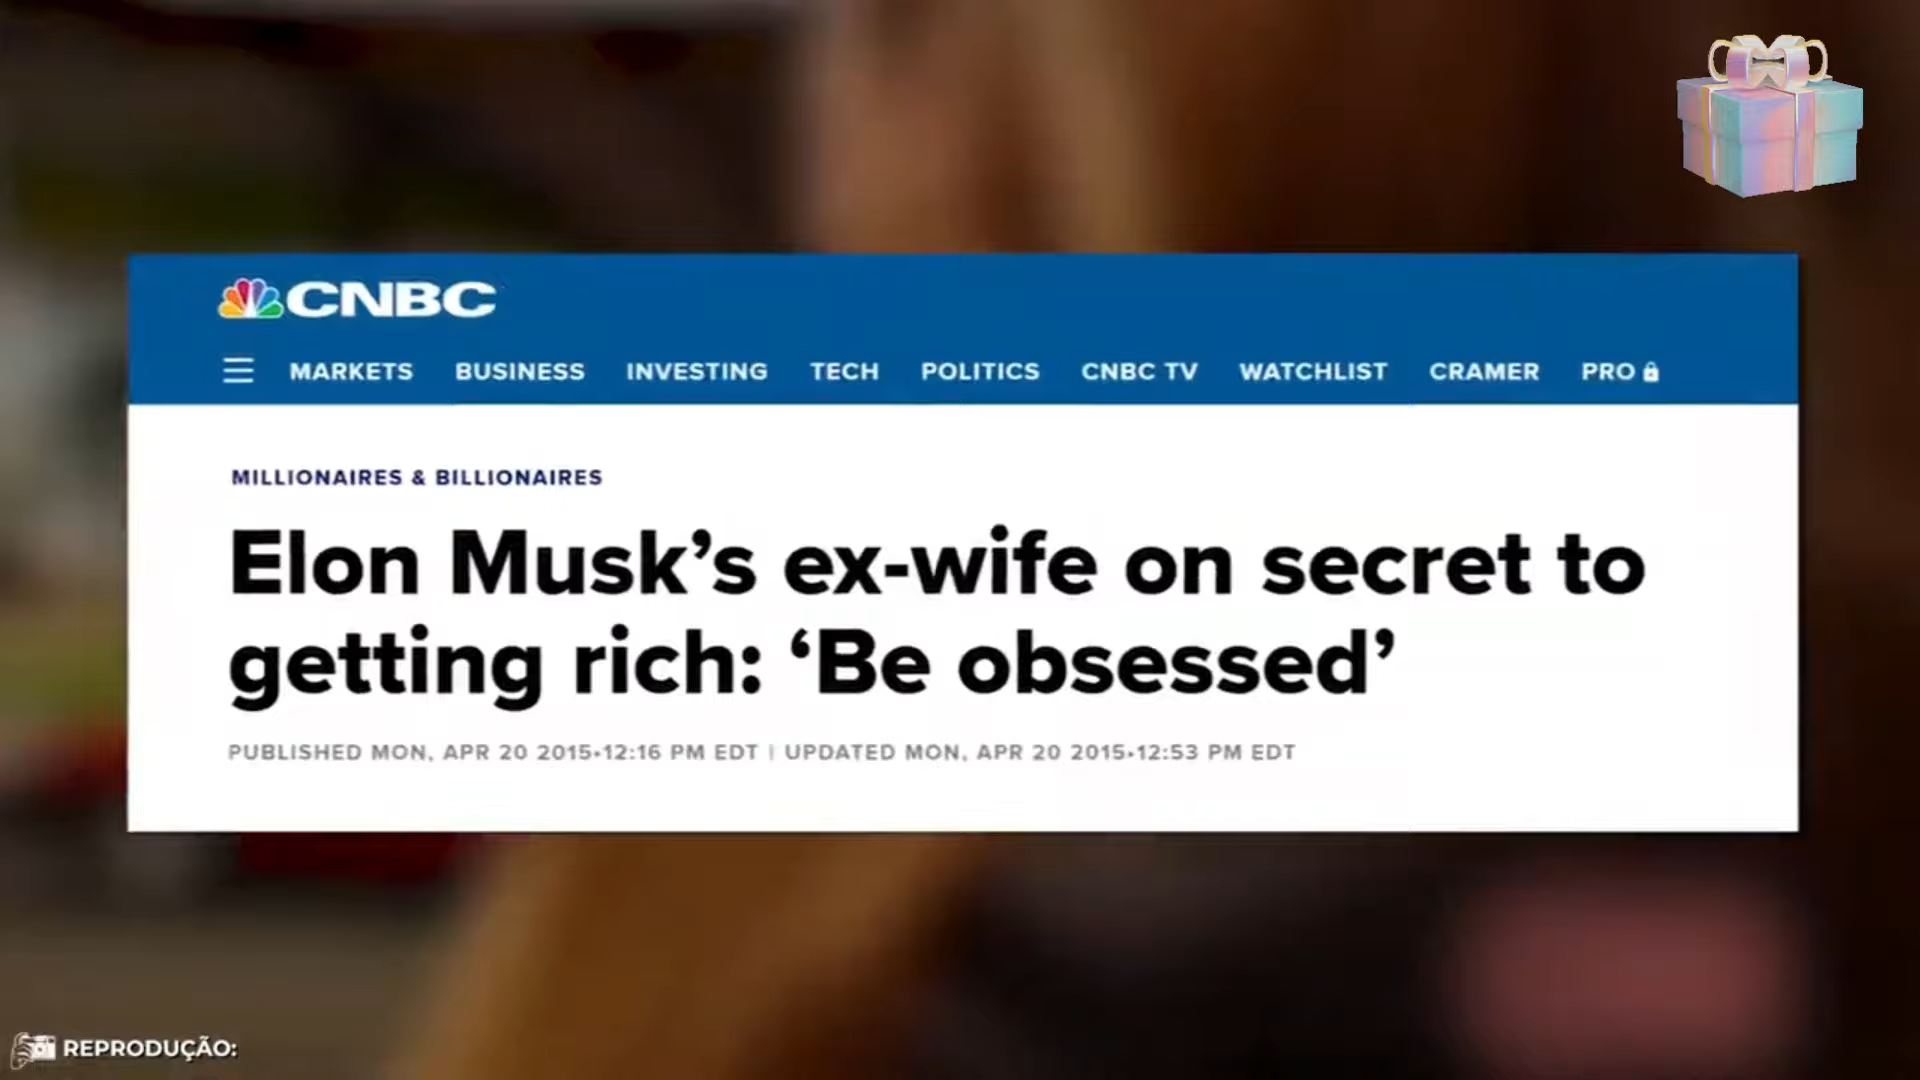 CNBC
MARKETS BUSINESS INVESTING TECH POLITICS CNBC TV WATCHLIST CRAMER PRO
MILLIONAIRES & BILLIONAIRES
Elon Musk’s ex-wife on secret to
getting rich: ‘Be obsessed’
PUBLISHED MON, APR 20 2015•12:16 PM EDT | UPDATED MON, APR 20 2015•12:53 PM EDT
REPRODUÇÃO: